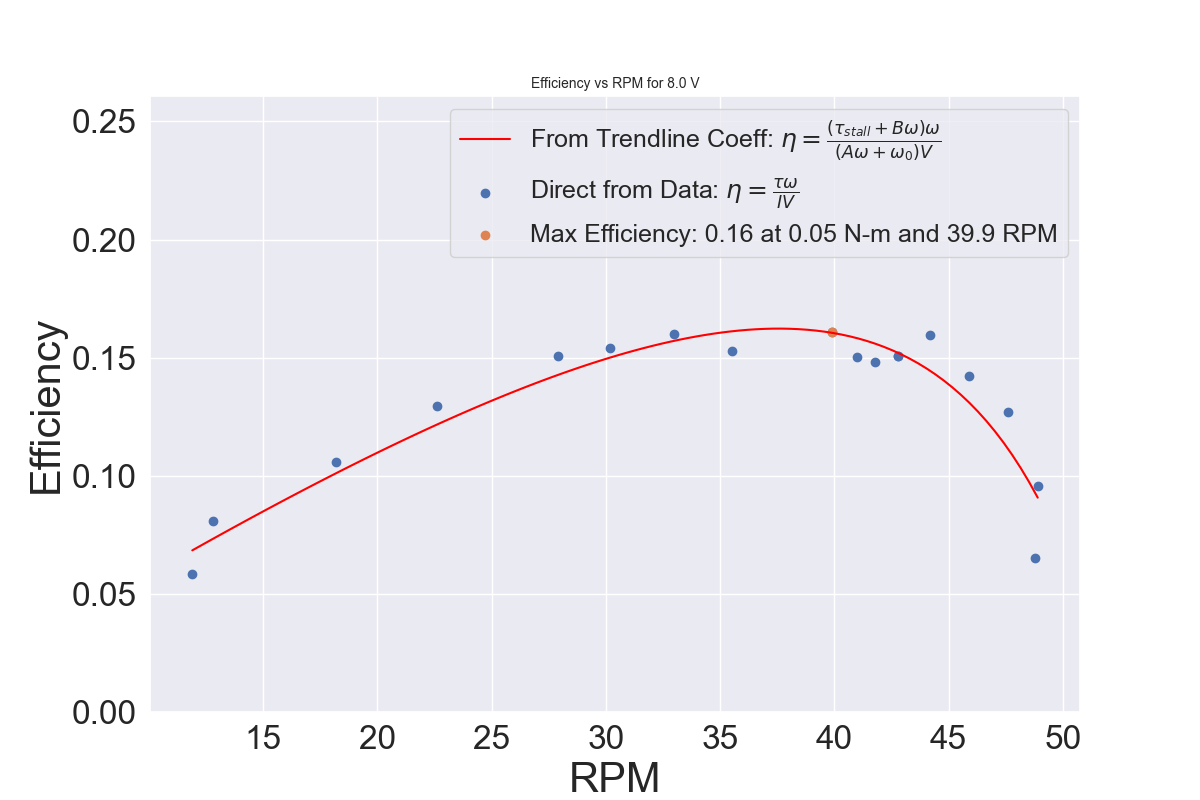 Efficiency vs RPM for 8.0 V
From Trendline Coeff: η = (τ_stall + Bω)ω / (Aω + ω₀)V
Direct from Data: η = τω / IV
Max Efficiency: 0.16 at 0.05 N-m and 39.9 RPM
Efficiency
0.25
0.20
0.15
0.10
0.05
0.00
15 20 25 30 35 40 45 50
RPM